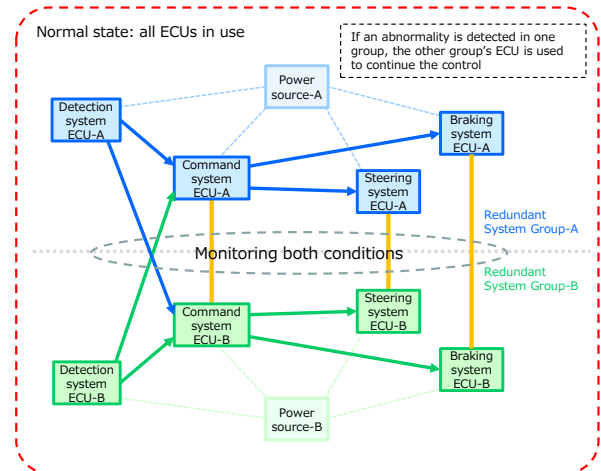 Normal state: all ECUs in use
If an abnormality is detected in one
group, the other group's ECU is used
to continue the control
Power
source-A
Detection
system
ECU-A
Braking
system
ECU-A
Command
system
ECU-A
Steering
system
ECU-A
Redundant
System Group-A
Monitoring both conditions
Redundant
System Group-B
Steering
system
ECU-B
Command
system
ECU-B
Braking
system
ECU-B
Detection
system
ECU-B
Power
source-B